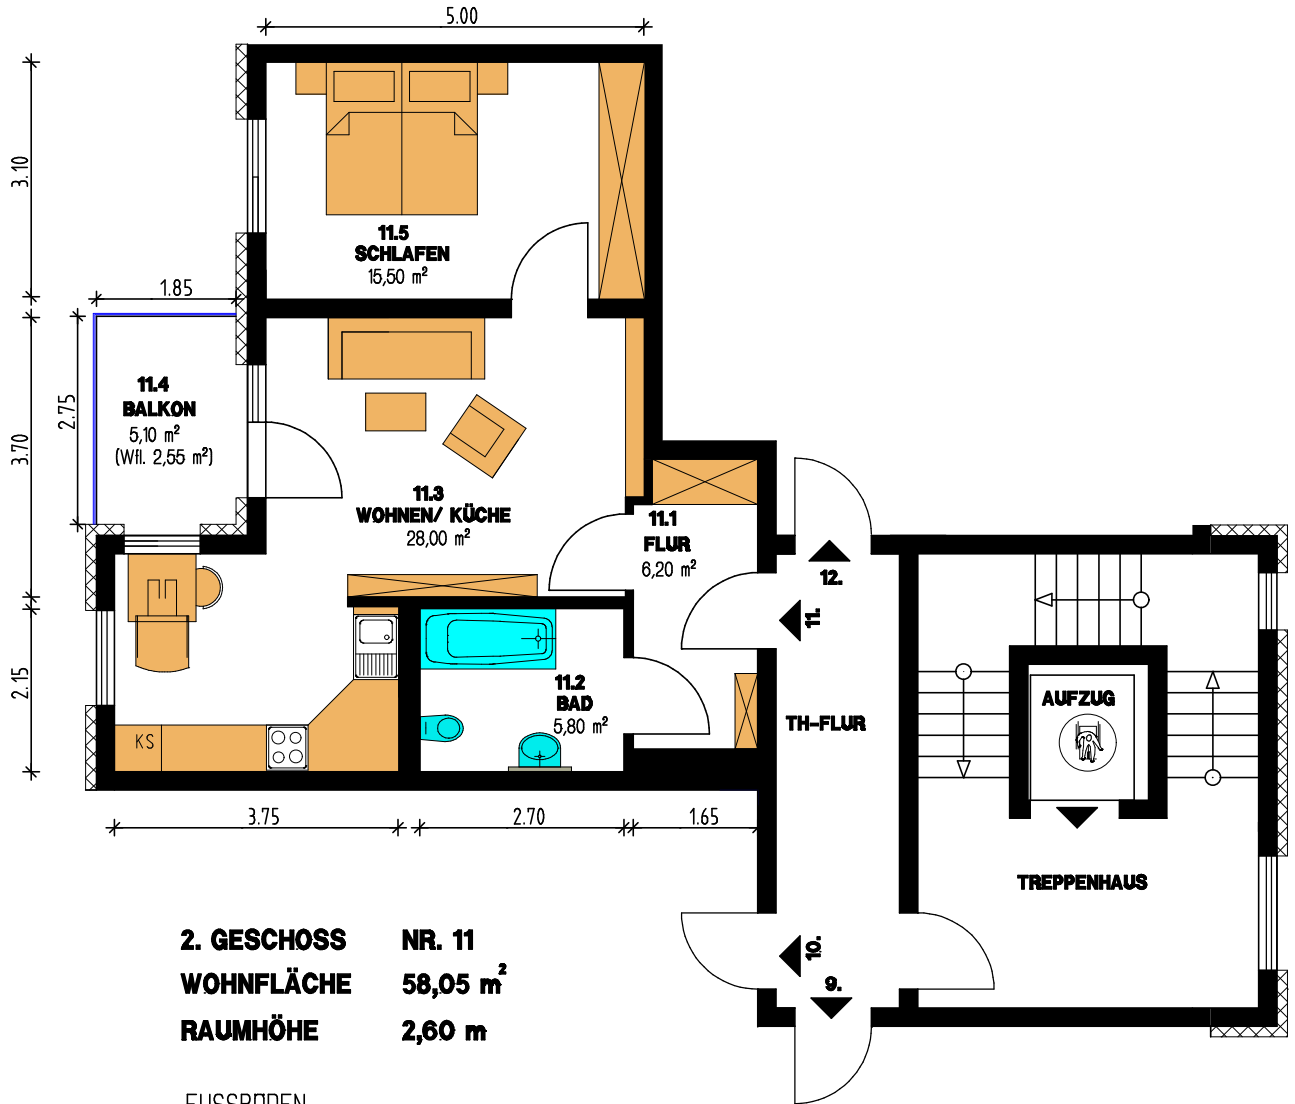 5.00
3.10
11.5
SCHLAFEN
15,50 m²
1.85
11.4
BALKON
5,10 m²
(Wfl. 2,55 m²)
2.75
3.70
11.3
WOHNEN/ KÜCHE
28,00 m²
11.1
FLUR
6,20 m²
12.
11.
2.15
11.2
BAD
5,80 m²
KS
TH-FLUR
AUFZUG
3.75
2.70
1.65
TREPPENHAUS
10.
9.
2. GESCHOSS NR. 11
WOHNFLÄCHE 58,05 m²
RAUMHÖHE 2,60 m
FUSSBÖDEN